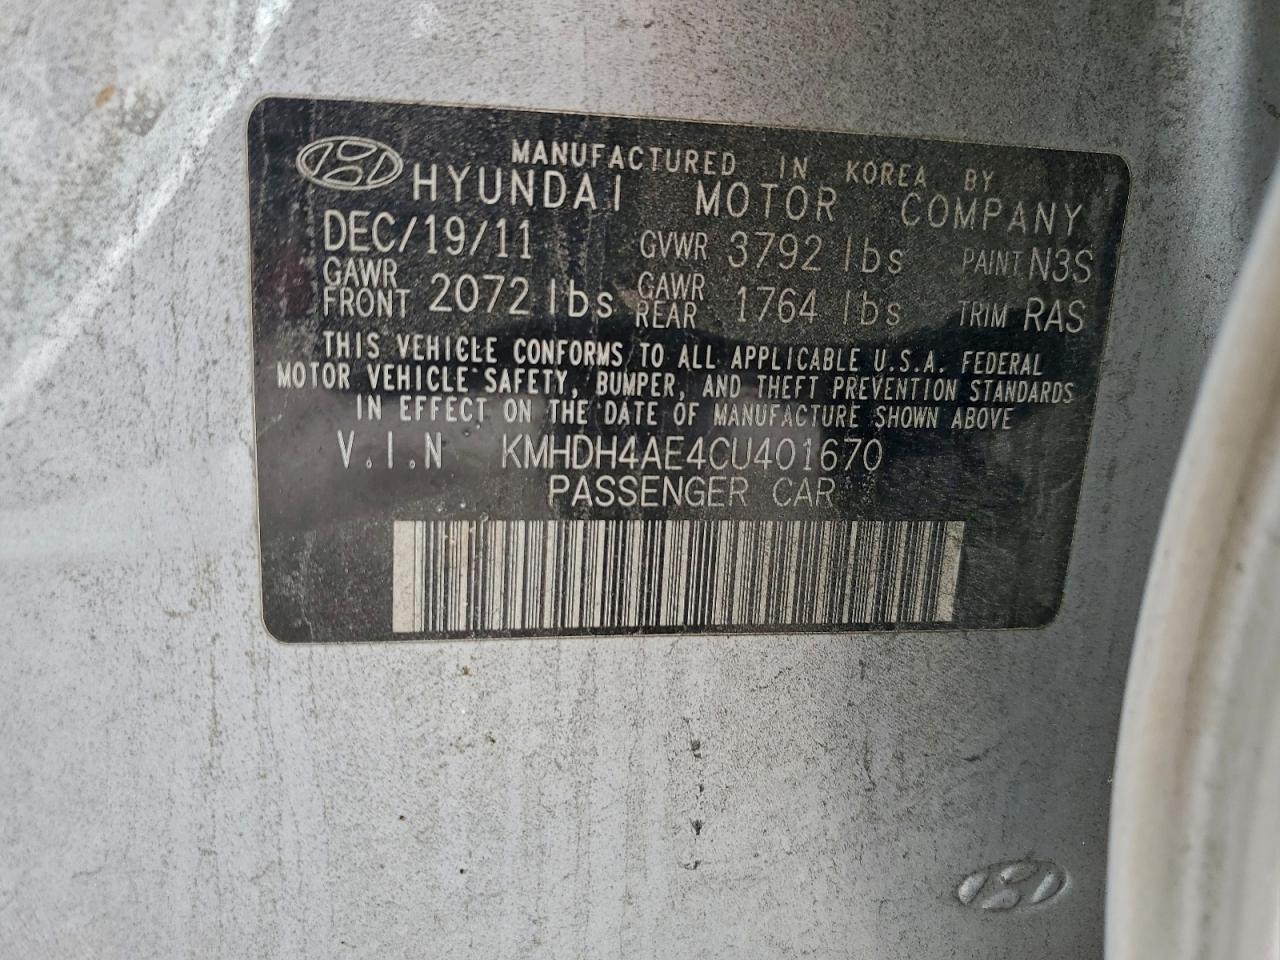 MANUFACTURED IN KOREA BY
HYUNDAI MOTOR COMPANY
DEC/19/11 GVWR 3792 lbs PAINT N3S
GAWR FRONT 2072 lbs GAWR REAR 1764 lbs TRIM RAS
THIS VEHICLE CONFORMS TO ALL APPLICABLE U.S.A. FEDERAL
MOTOR VEHICLE SAFETY, BUMPER, AND THEFT PREVENTION STANDARDS
IN EFFECT ON THE DATE OF MANUFACTURE SHOWN ABOVE
V.I.N KMHDH4AE4CU401670
PASSENGER CAR